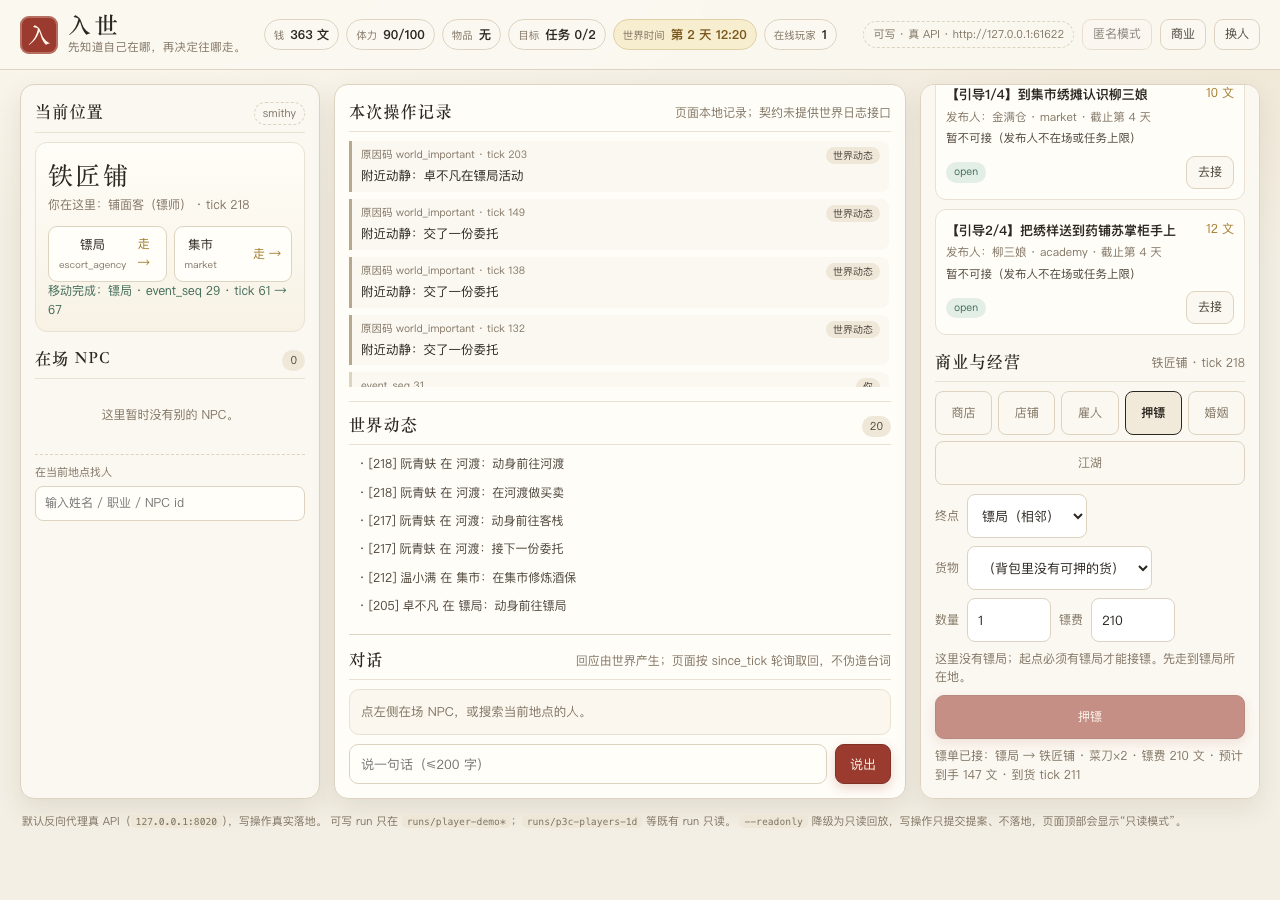 入
入世
先知道自己在哪，再决定往哪走。
钱 363 文
体力 90/100
物品 无
目标 任务 0/2
世界时间 第 2 天 12:20
在线玩家 1
可写 · 真 API · http://127.0.0.1:61622
匿名模式
商业
换人
当前位置
smithy
铁匠铺
你在这里：铺面客（镖师） · tick 218
镖局
escort_agency
走 →
集市
market
走 →
移动完成：镖局 · event_seq 29 · tick 61 →
67
在场 NPC
0
这里暂时没有别的 NPC。
在当前地点找人
输入姓名 / 职业 / NPC id
本次操作记录
页面本地记录；契约未提供世界日志接口
原因码 world_important · tick 203
世界动态
附近动静：卓不凡在镖局活动
原因码 world_important · tick 149
世界动态
附近动静：交了一份委托
原因码 world_important · tick 138
世界动态
附近动静：交了一份委托
原因码 world_important · tick 132
世界动态
附近动静：交了一份委托
event_seq 31
世界动态
20
· [218] 阮青蚨 在 河渡：动身前往河渡
· [218] 阮青蚨 在 河渡：在河渡做买卖
· [217] 阮青蚨 在 河渡：动身前往客栈
· [217] 阮青蚨 在 河渡：接下一份委托
· [212] 温小满 在 集市：在集市修炼酒保
· [205] 卓不凡 在 镖局：动身前往镖局
对话
回应由世界产生；页面按 since_tick 轮询取回，不伪造台词
点左侧在场 NPC，或搜索当前地点的人。
说一句话（≤200 字）
说出
【引导1/4】到集市绣摊认识柳三娘
10 文
发布人：金满仓 · market · 截止第 4 天
暂不可接（发布人不在场或任务上限）
open
去接
【引导2/4】把绣样送到药铺苏掌柜手上
12 文
发布人：柳三娘 · academy · 截止第 4 天
暂不可接（发布人不在场或任务上限）
open
去接
商业与经营
铁匠铺 · tick 218
商店
店铺
雇人
押镖
婚姻
江湖
终点
镖局（相邻）
货物
（背包里没有可押的货）
数量
1
镖费
210
这里没有镖局；起点必须有镖局才能接镖。先走到镖局所
在地。
押镖
镖单已接：镖局 → 铁匠铺 · 菜刀×2 · 镖费 210 文 · 预计
到手 147 文 · 到货 tick 211
默认反向代理真 API（ 127.0.0.1:8020 ），写操作真实落地。 可写 run 只在 runs/player-demo* ； runs/p3c-players-1d 等既有 run 只读。 --readonly 降级为只读回放，写操作只提交提案、不落地，页面顶部会显示“只读模式”。